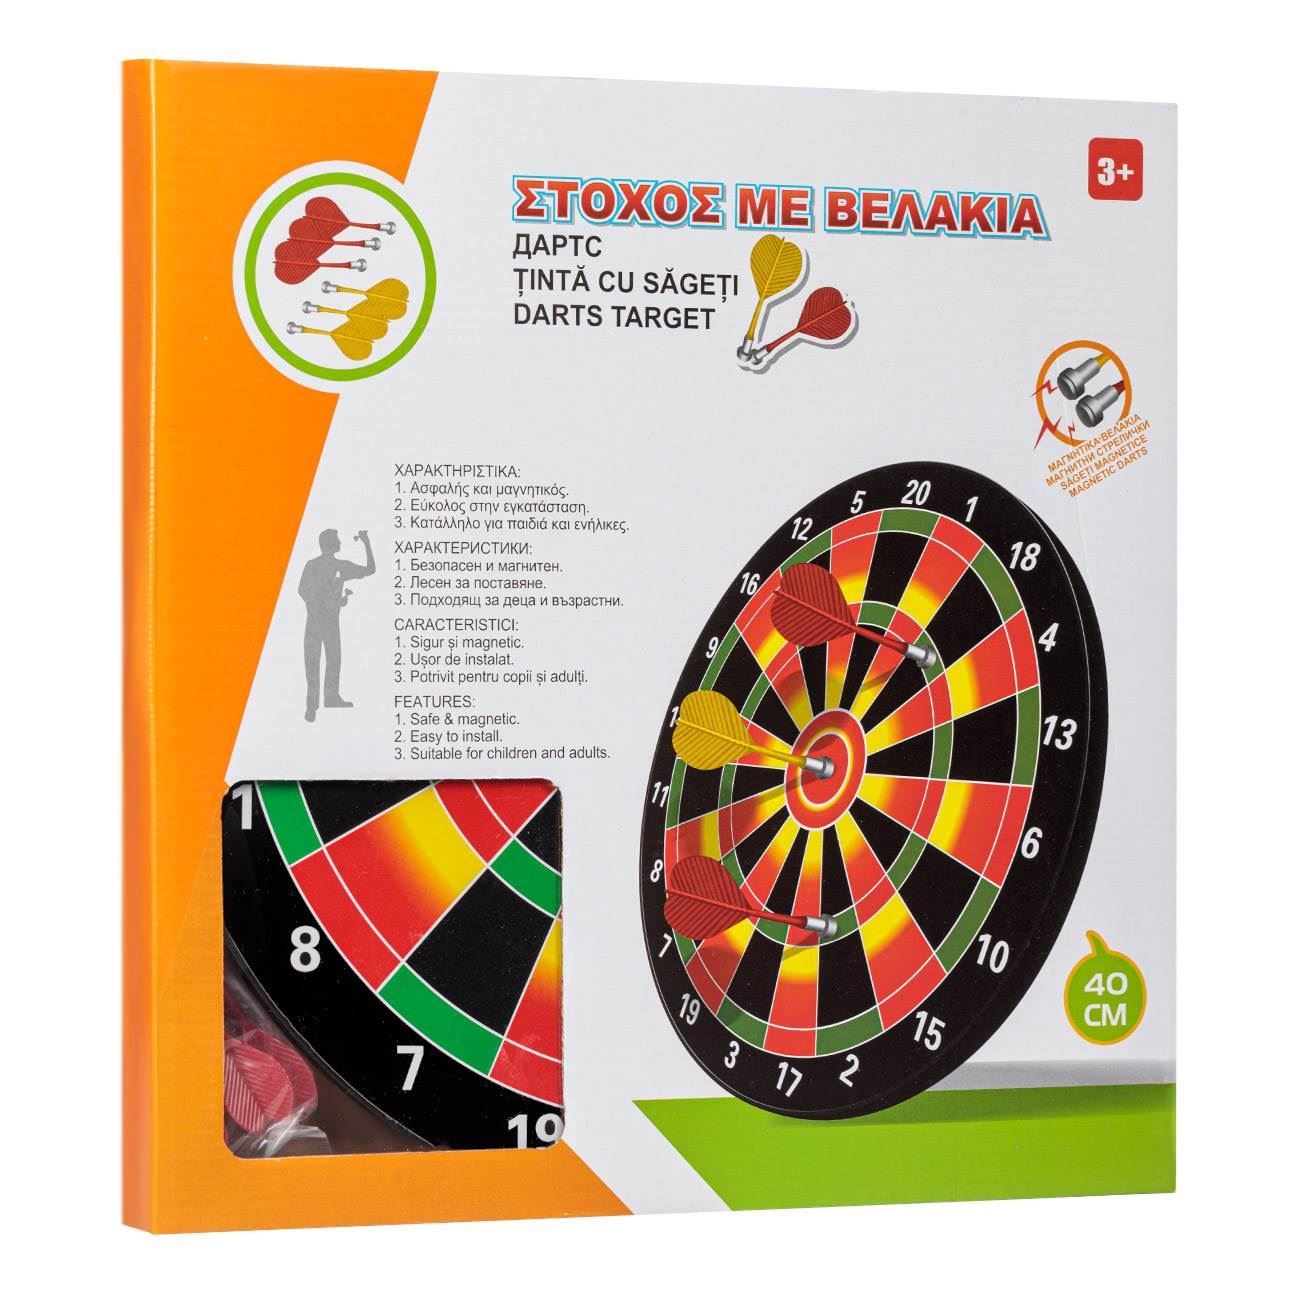 3+
ΣΤΟΧΟΣ ΜΕ ΒΕΛΑΚΙΑ
ДАРТС
ȚINTĂ CU SĂGEȚI
DARTS TARGET
ΜΑΓΝΗΤΙΚΑ ΒΕΛΑΚΙΑ
МАГНИТНИ СТРЕЛИЧКИ
SĂGEȚI MAGNETICE
MAGNETIC DARTS
ΧΑΡΑΚΤΗΡΙΣΤΙΚΑ:
1. Ασφαλής και μαγνητικός.
2. Εύκολος στην εγκατάσταση.
3. Κατάλληλο για παιδιά και ενήλικες.
ХАРАКТЕРИСТИКИ:
1. Безопасен и магнитен.
2. Лесен за поставяне.
3. Подходящ за деца и възрастни.
CARACTERISTICI:
1. Sigur și magnetic.
2. Ușor de instalat.
3. Potrivit pentru copii și adulți.
FEATURES:
1. Safe & magnetic.
2. Easy to install.
3. Suitable for children and adults.
20
1
18
4
13
6
10
15
2
17
3
19
7
8
11
9
16
12
5
40
CM
1
8
7
19